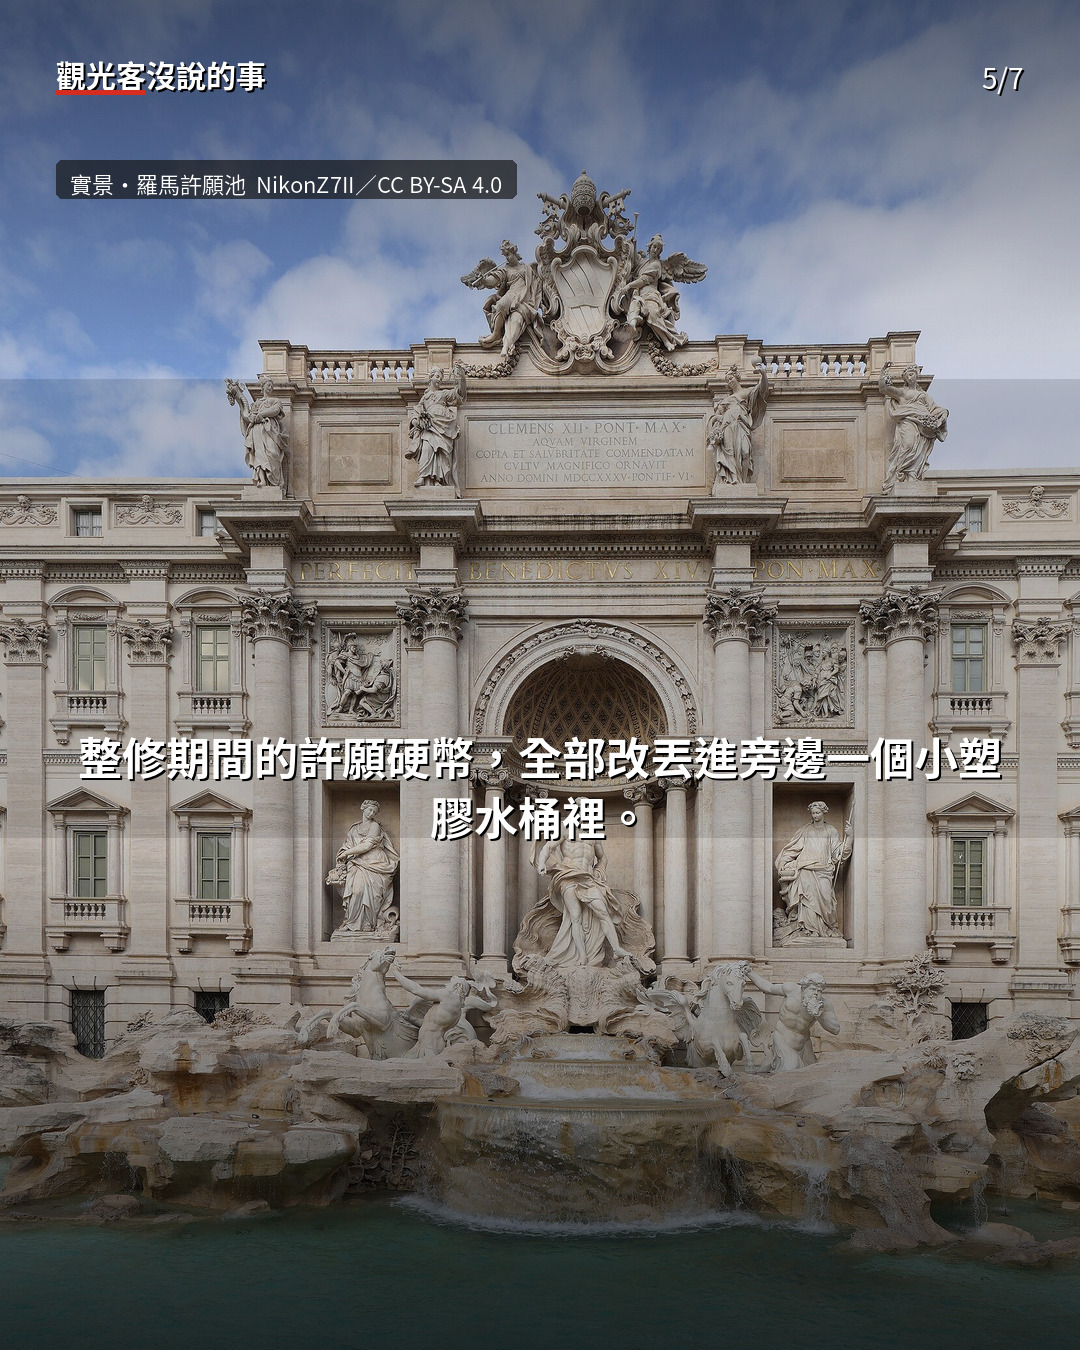 觀光客沒說的事
5/7
實景・羅馬許願池 NikonZ7II／CC BY-SA 4.0
CLEMENS XII · PONT · MAX ·
AQVAM VIRGINEM
COPIA ET SALVBRITATE COMMENDATAM
CVLTV MAGNIFICO ORNAVIT
ANNO DOMINI MDCCXXXV · PONTIF · VI ·
PERFECIT BENEDICTVS XIV PON · MAX
整修期間的許願硬幣，全部改丟進旁邊一個小塑
膠水桶裡。